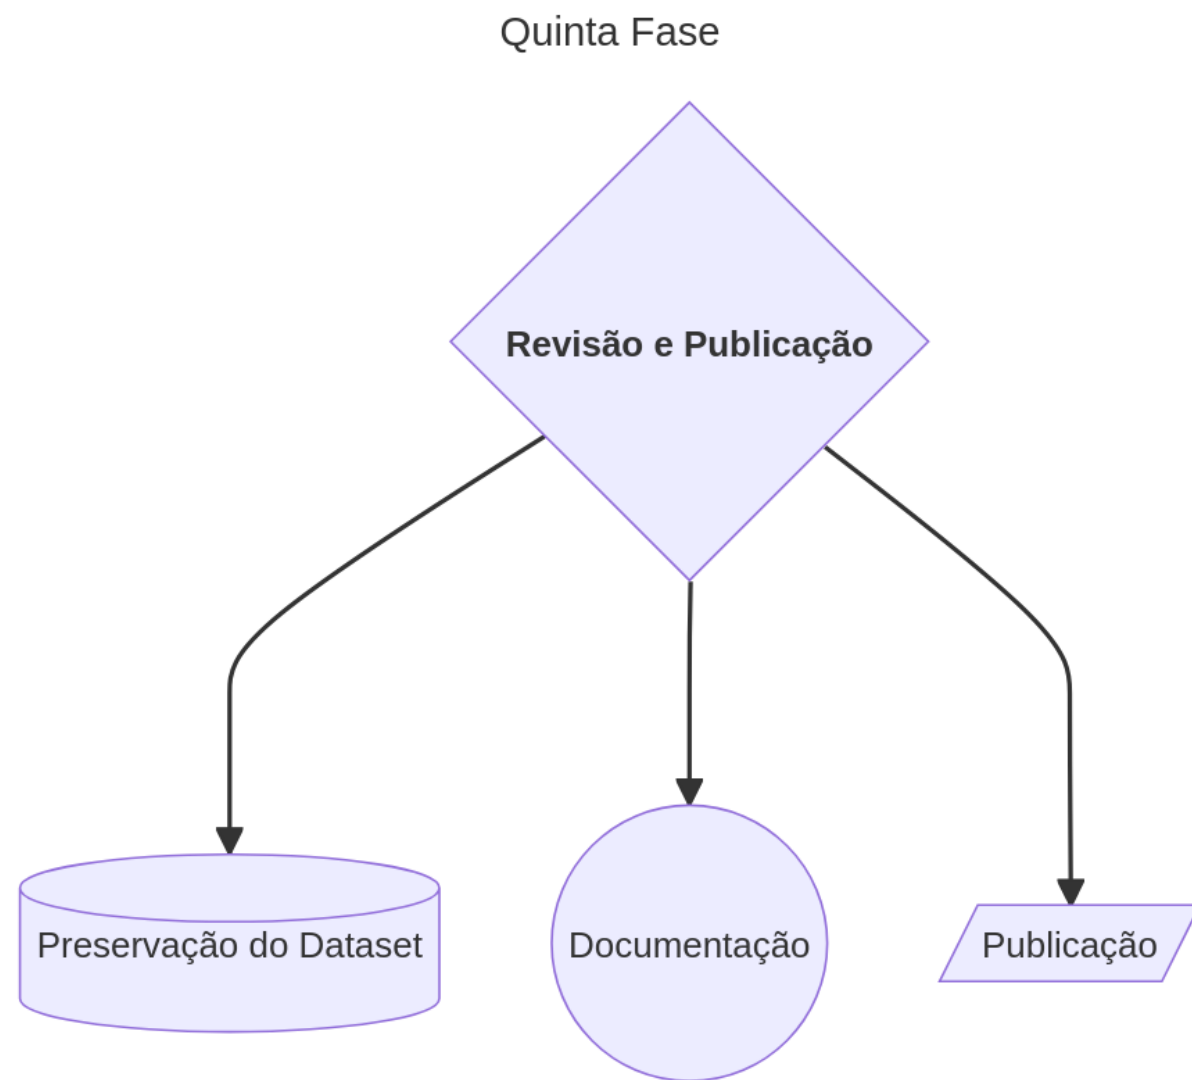 Quinta Fase
Revisão e Publicação
Preservação do Dataset
Documentação
Publicação